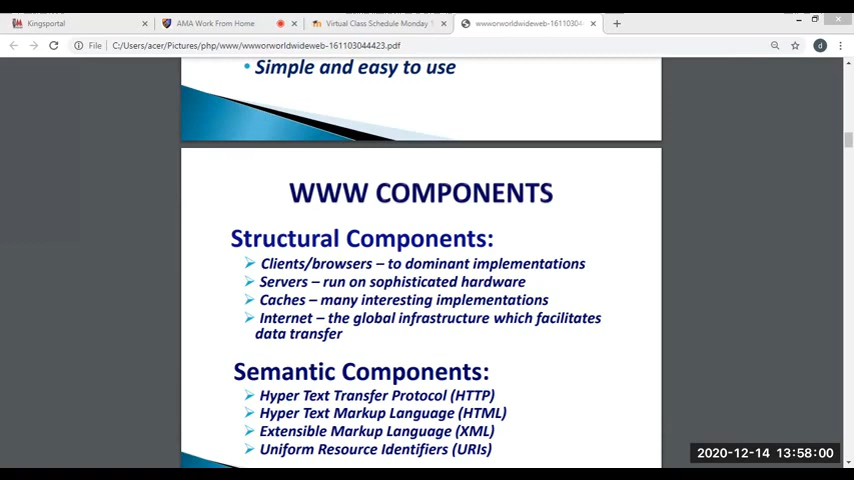 Kingsportal
AMA Work From Home
Virtual Class Schedule Monday
wwworworldwideweb-1611030
File
C:/Users/acer/Pictures/php/www/wwworworldwideweb-161103044423.pdf
d
• Simple and easy to use
WWW COMPONENTS
Structural Components:
Clients/browsers – to dominant implementations
Servers – run on sophisticated hardware
Caches – many interesting implementations
Internet – the global infrastructure which facilitates
data transfer
Semantic Components:
Hyper Text Transfer Protocol (HTTP)
Hyper Text Markup Language (HTML)
Extensible Markup Language (XML)
Uniform Resource Identifiers (URIs)
2020-12-14 13:58:00